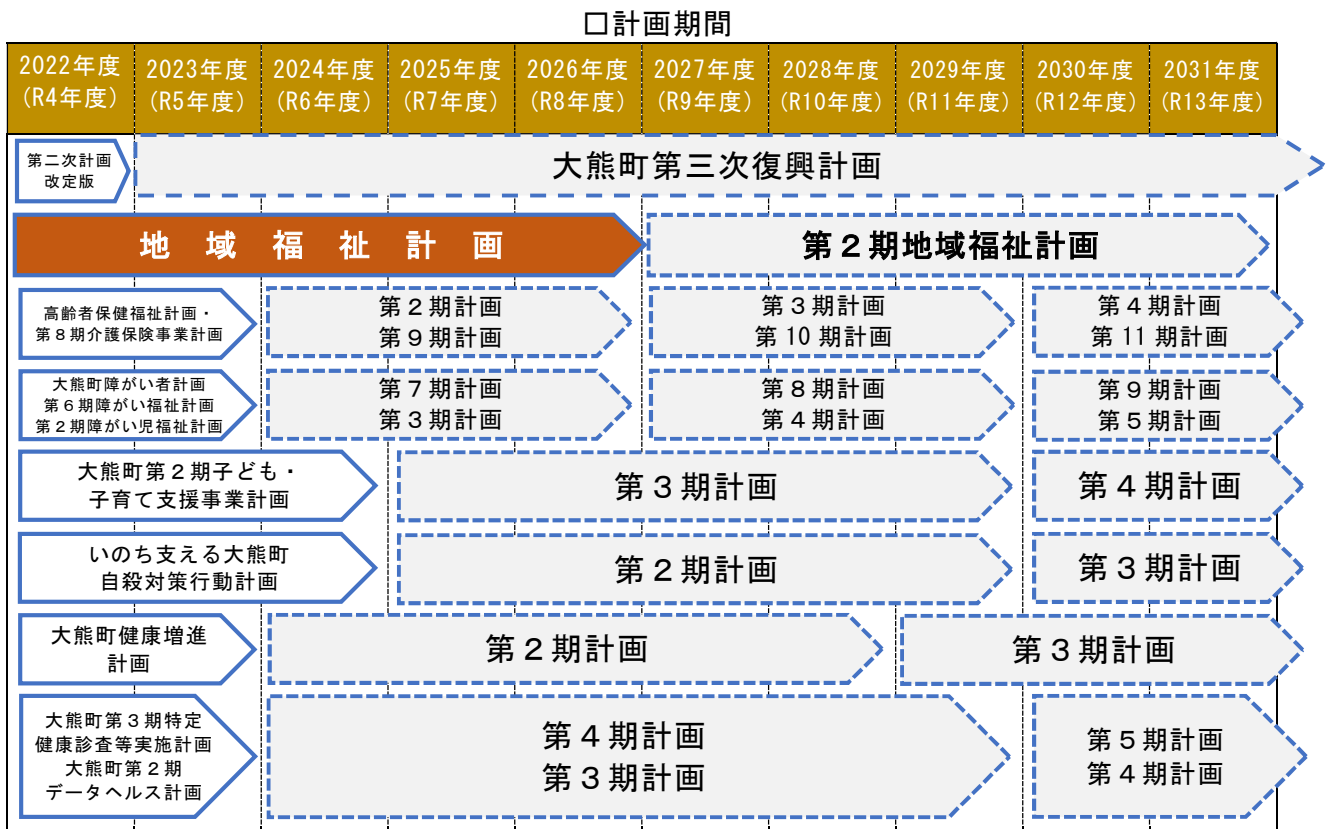 □計画期間
2022年度 2023年度 2024年度 2025年度 2026年度 2027年度 2028年度 2029年度 2030年度 2031年度
(R4年度) (R5年度) (R6年度) (R7年度) (R8年度) (R9年度) (R10年度) (R11年度) (R12年度) (R13年度)
第二次計画
改定版
大熊町第三次復興計画
地域福祉計画
第2期地域福祉計画
高齢者保健福祉計画・
第8期介護保険事業計画
第2期計画
第9期計画
第3期計画
第10期計画
第4期計画
第11期計画
大熊町障がい者計画
第6期障がい福祉計画
第2期障がい児福祉計画
第7期計画
第3期計画
第8期計画
第4期計画
第9期計画
第5期計画
大熊町第2期子ども・
子育て支援事業計画
第3期計画
第4期計画
いのち支える大熊町
自殺対策行動計画
第2期計画
第3期計画
大熊町健康増進
計画
第2期計画
第3期計画
大熊町第3期特定
健康診査等実施計画
大熊町第2期
データヘルス計画
第4期計画
第3期計画
第5期計画
第4期計画